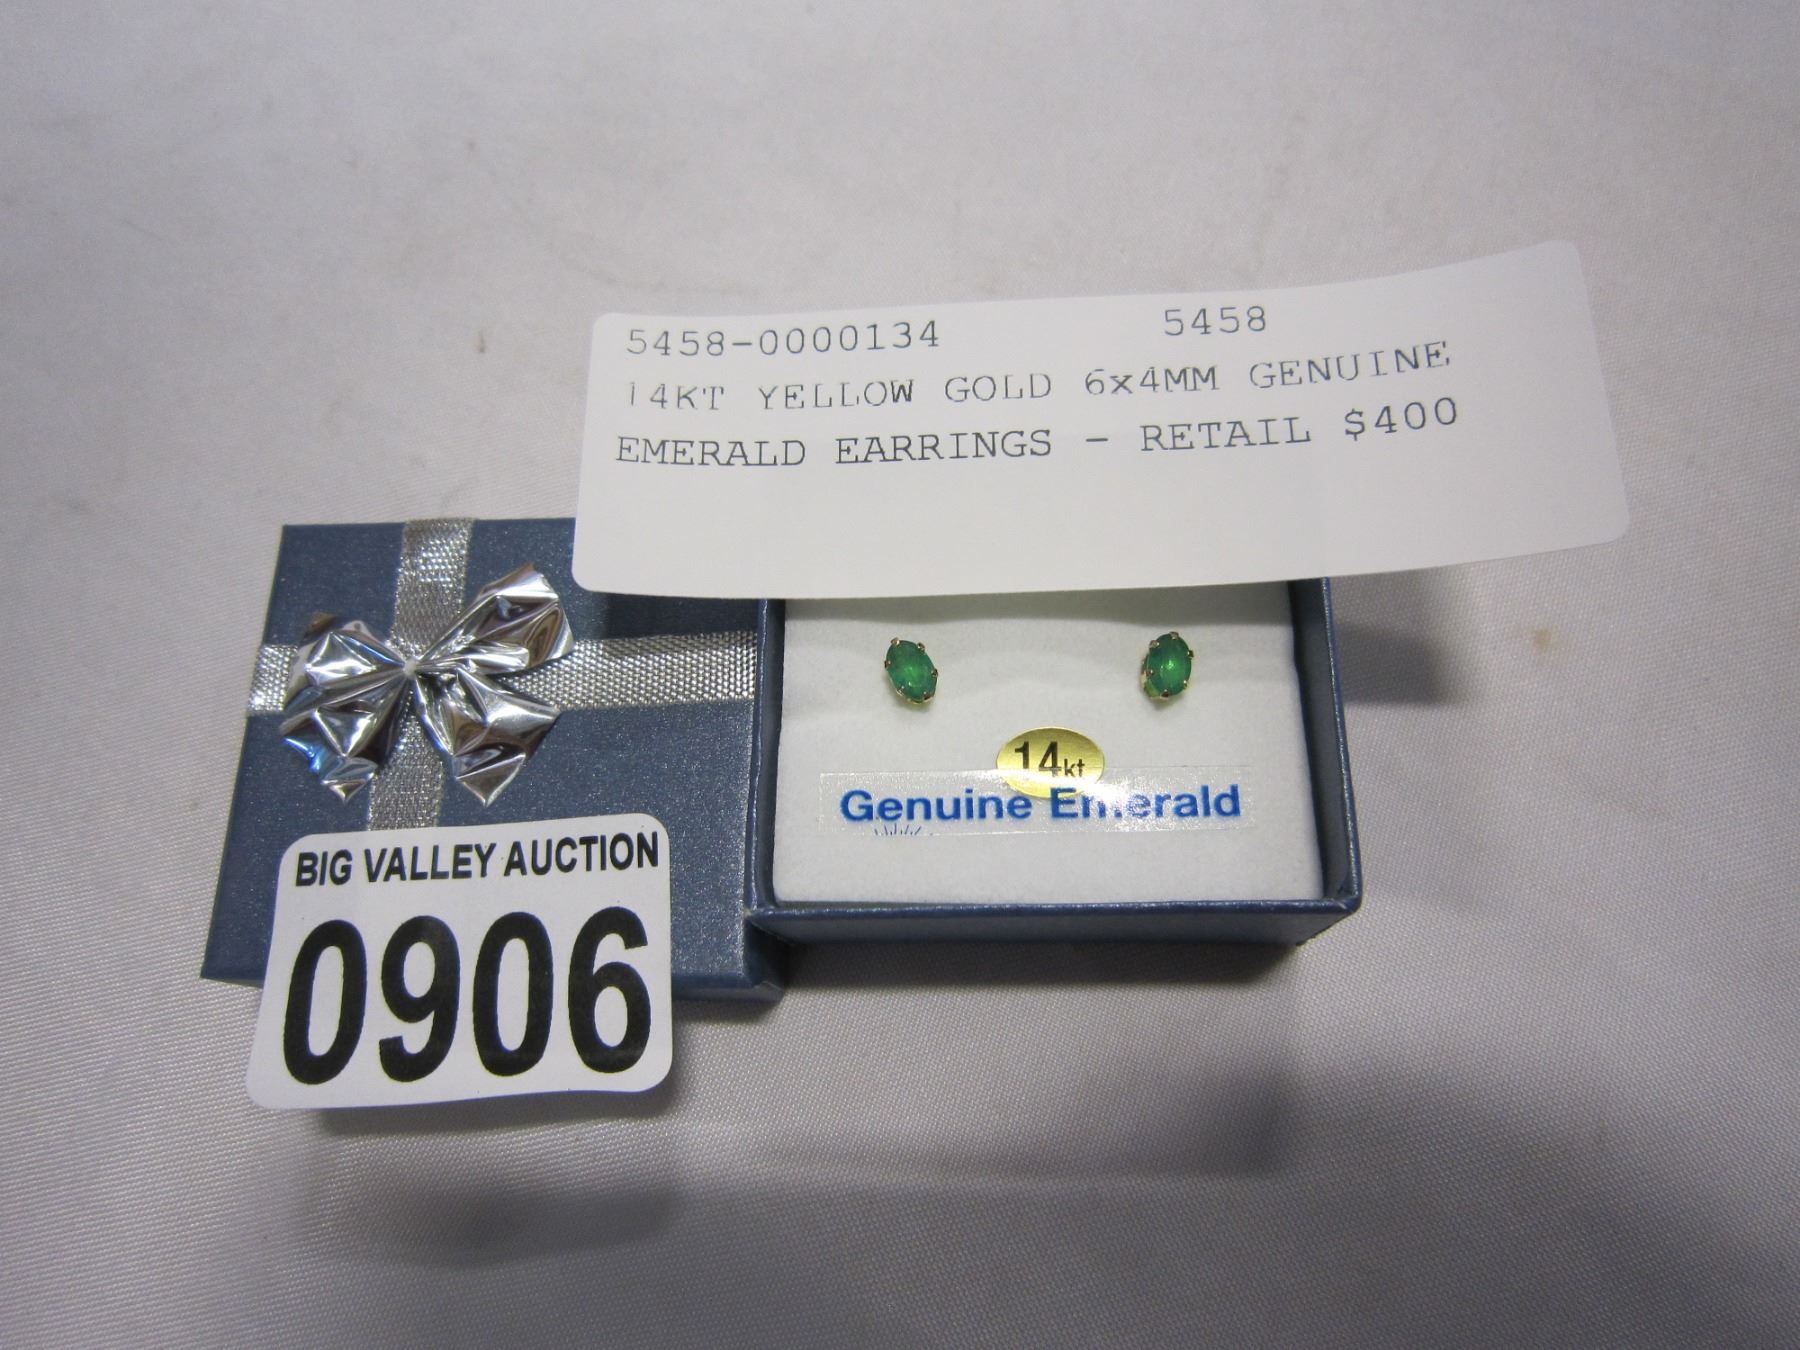 5458-0000134 5458
14KT YELLOW GOLD 6x4MM GENUINE
EMERALD EARRINGS - RETAIL $400
14kt
Genuine Emerald
BIG VALLEY AUCTION
0906